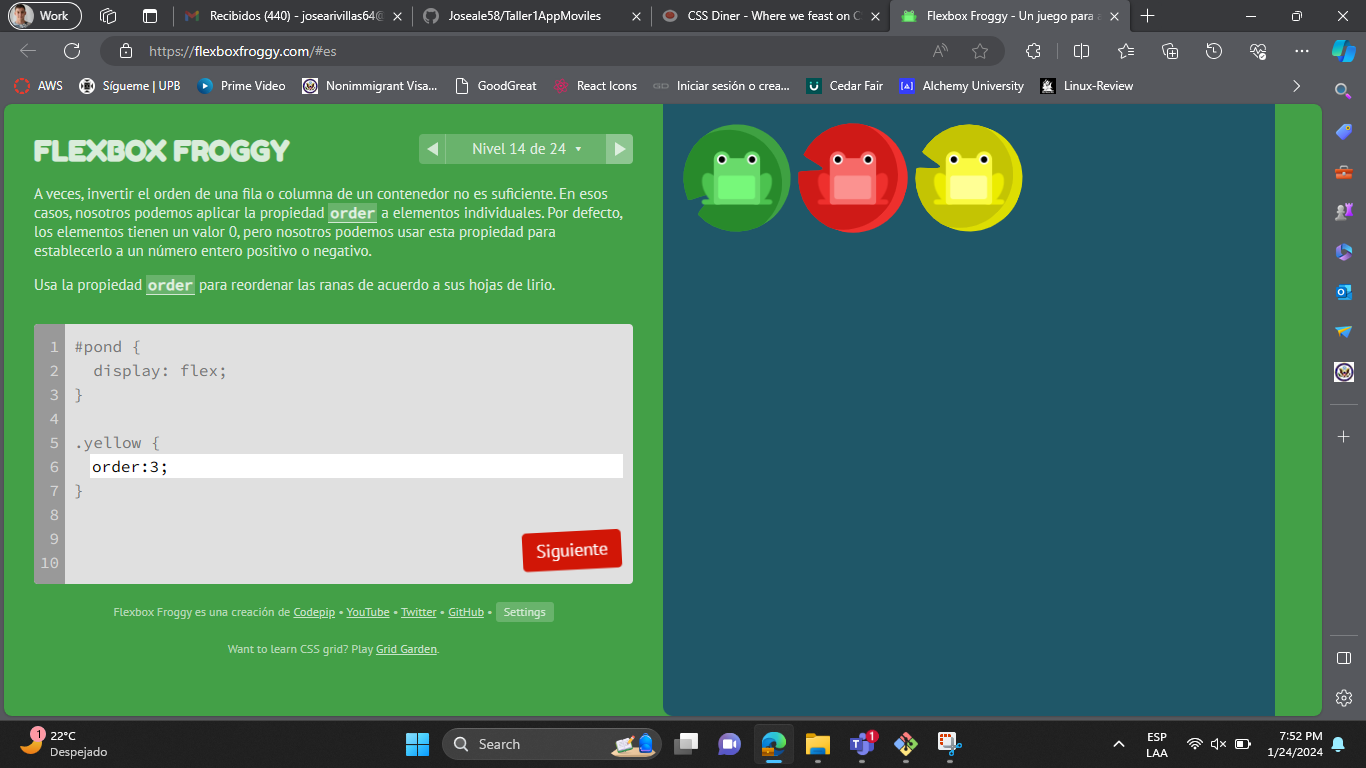 Work
Recibidos (440) - josearivillas64@
Joseale58/Taller1AppMoviles
CSS Diner - Where we feast on C
Flexbox Froggy - Un juego para a
https://flexboxfroggy.com/#es
AWS
Sígueme | UPB
Prime Video
Nonimmigrant Visa...
GoodGreat
React Icons
Iniciar sesión o crea...
Cedar Fair
Alchemy University
Linux-Review
FLEXBOX FROGGY
Nivel 14 de 24
A veces, invertir el orden de una fila o columna de un contenedor no es suficiente. En esos
casos, nosotros podemos aplicar la propiedad order a elementos individuales. Por defecto,
los elementos tienen un valor 0, pero nosotros podemos usar esta propiedad para
establecerlo a un número entero positivo o negativo.
Usa la propiedad order para reordenar las ranas de acuerdo a sus hojas de lirio.
1 #pond {
2 display: flex;
3 }
4
5 .yellow {
6 order:3;
7 }
8
9
10
Siguiente
Flexbox Froggy es una creación de Codepip • YouTube • Twitter • GitHub • Settings
Want to learn CSS grid? Play Grid Garden.
1
22°C
Despejado
Search
1
ESP
LAA
7:52 PM
1/24/2024